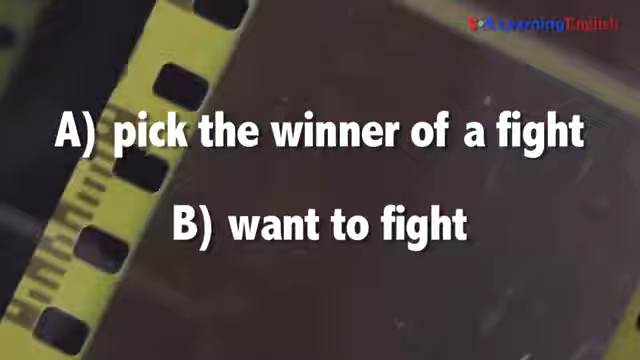 VOA Learning English
A) pick the winner of a fight
B) want to fight